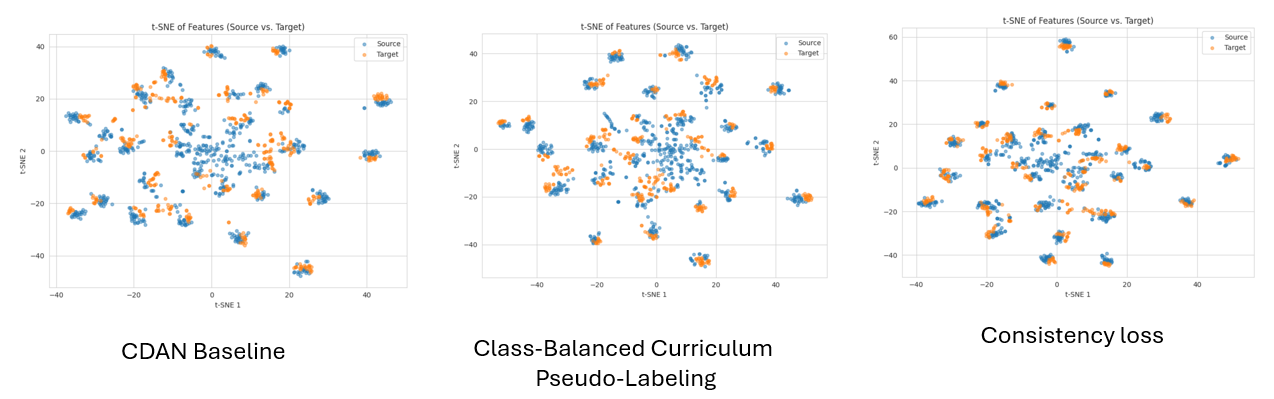 t-SNE of Features (Source vs. Target)
Source
Target
40
20
0
−20
−40
t-SNE 2
−40
−20
0
20
40
t-SNE 1
CDAN Baseline
t-SNE of Features (Source vs. Target)
Source
Target
40
20
0
−20
−40
t-SNE 2
−40
−20
0
20
40
t-SNE 1
Class-Balanced Curriculum
Pseudo-Labeling
t-SNE of Features (Source vs. Target)
Source
Target
60
40
20
0
−20
−40
t-SNE 2
−40
−20
0
20
40
t-SNE 1
Consistency loss